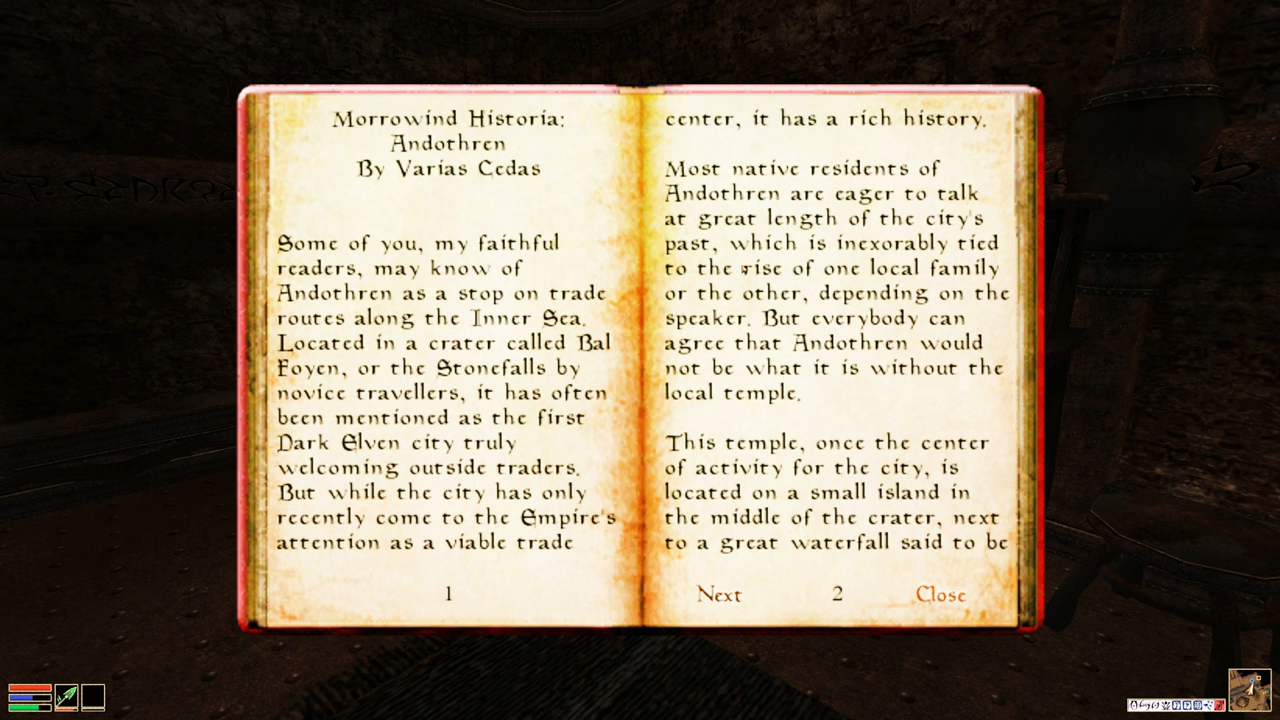 Morrowind Historia:
Andothren
By Varias Cedas
Some of you, my faithful
readers, may know of
Andothren as a stop on trade
routes along the Inner Sea.
Located in a crater called Bal
Foyen, or the Stonefalls by
novice travellers, it has often
been mentioned as the first
Dark Elven city truly
welcoming outside traders.
But while the city has only
recently come to the Empire's
attention as a viable trade
1
center, it has a rich history.
Most native residents of
Andothren are eager to talk
at great length of the city's
past, which is inexorably tied
to the rise of one local family
or the other, depending on the
speaker. But everybody can
agree that Andothren would
not be what it is without the
local temple.
This temple, once the center
of activity for the city, is
located on a small island in
the middle of the crater, next
to a great waterfall said to be
Next
2
Close